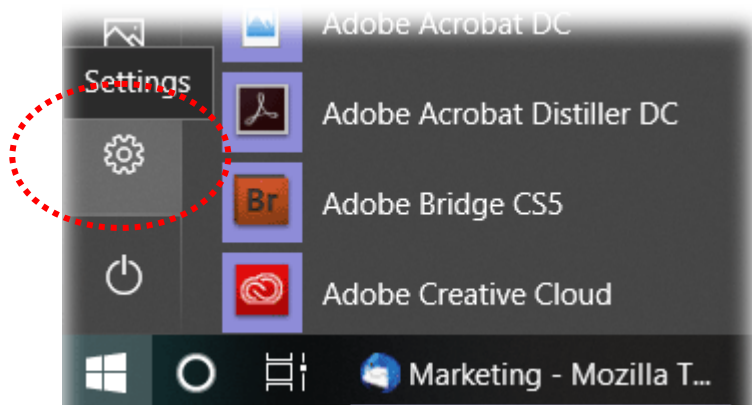 Adobe Acrobat DC
Settings
Adobe Acrobat Distiller DC
Br
Adobe Bridge CS5
Adobe Creative Cloud
Marketing - Mozilla T...